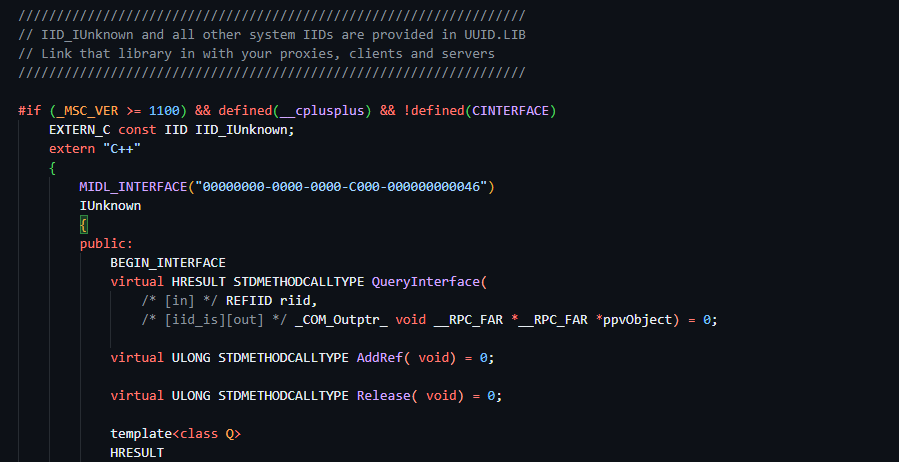 //////////////////////////////////////////////////////////////////
// IID_IUnknown and all other system IIDs are provided in UUID.LIB
// Link that library in with your proxies, clients and servers
//////////////////////////////////////////////////////////////////
#if (_MSC_VER >= 1100) && defined(__cplusplus) && !defined(CINTERFACE)
    EXTERN_C const IID IID_IUnknown;
    extern "C++"
    {
        MIDL_INTERFACE("00000000-0000-0000-C000-000000000046")
        IUnknown
        {
        public:
            BEGIN_INTERFACE
            virtual HRESULT STDMETHODCALLTYPE QueryInterface(
                /* [in] */ REFIID riid,
                /* [iid_is][out] */ _COM_Outptr_ void __RPC_FAR *__RPC_FAR *ppvObject) = 0;
            virtual ULONG STDMETHODCALLTYPE AddRef( void) = 0;
            virtual ULONG STDMETHODCALLTYPE Release( void) = 0;
            template<class Q>
            HRESULT